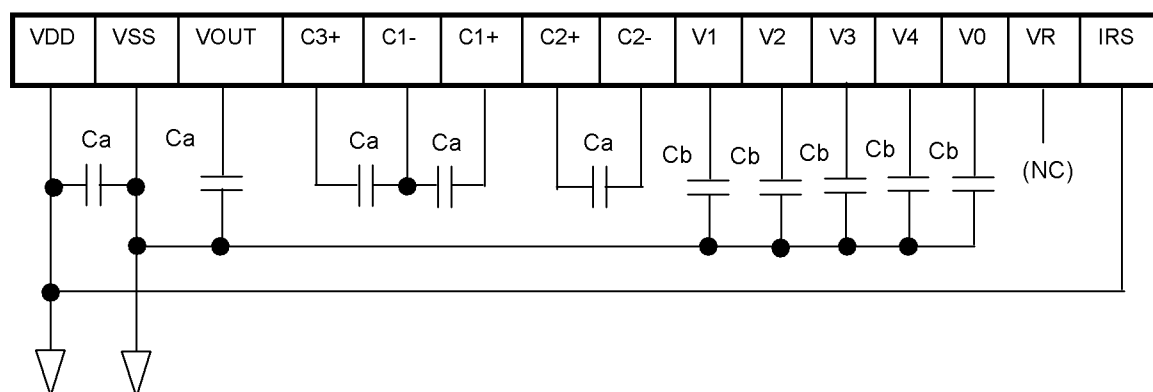 VDD VSS VOUT C3+ C1- C1+ C2+ C2- V1 V2 V3 V4 V0 VR IRS
Ca Ca Ca Ca Ca Cb Cb Cb Cb Cb
(NC)